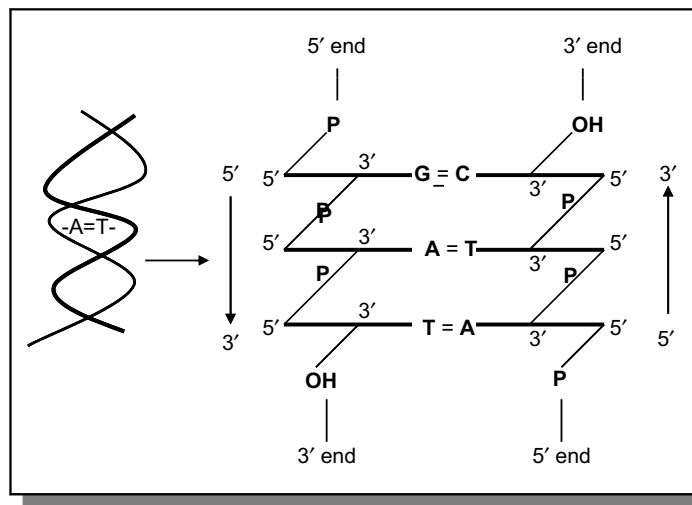 5′ end 3′ end
P OH
5′ 5′ 3′ G ≡ C 3′ 5′ 3′
P P P
-A=T- 5′ 3′ A = T 3′ 5′
P P
3′ 5′ 3′ T = A 3′ 5′ 5′
OH P
3′ end 5′ end